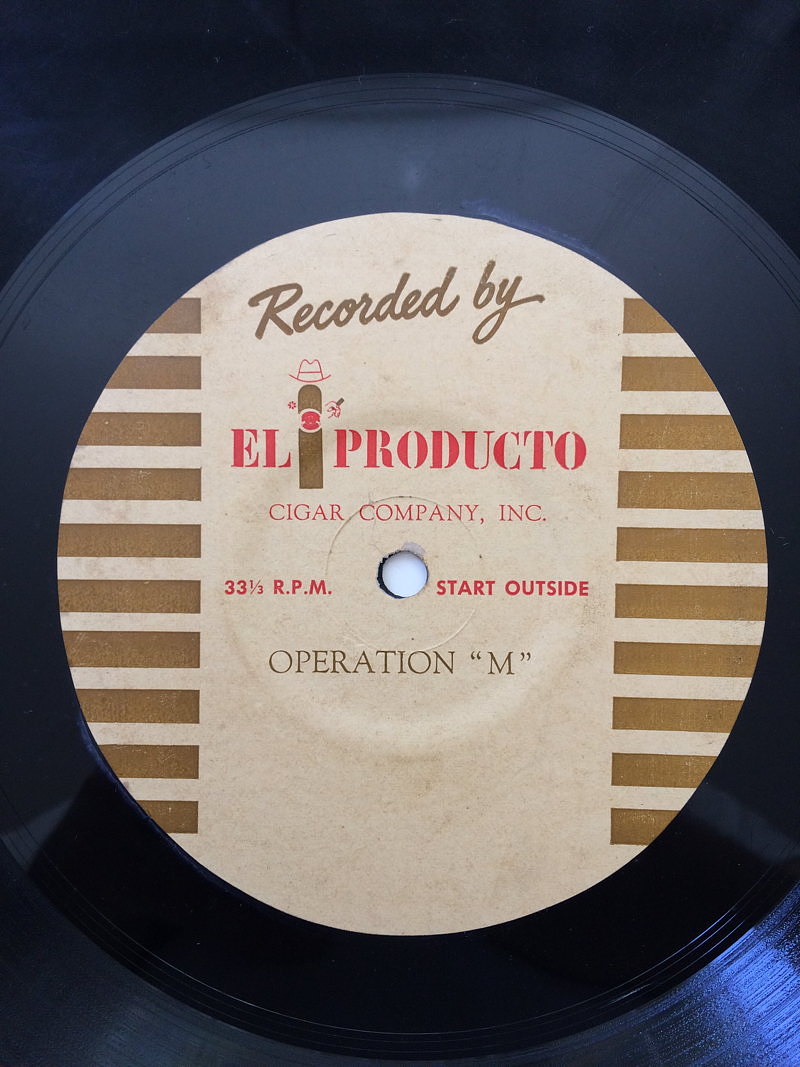 Recorded by
EL PRODUCTO
CIGAR COMPANY, INC.
33⅓ R.P.M. START OUTSIDE
OPERATION “M”